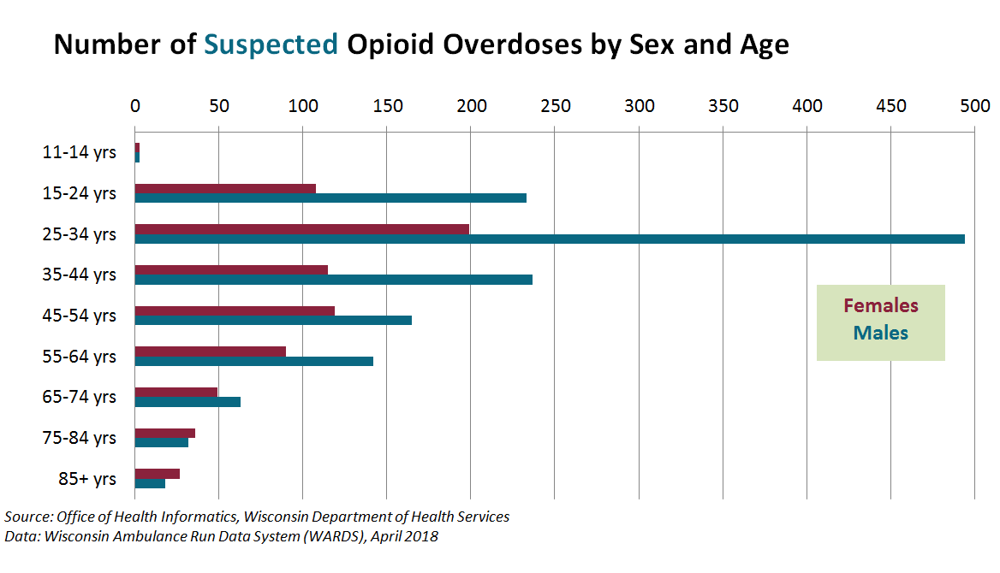 Number of Suspected Opioid Overdoses by Sex and Age
0 50 100 150 200 250 300 350 400 450 500
11-14 yrs
15-24 yrs
25-34 yrs
35-44 yrs
45-54 yrs
55-64 yrs
65-74 yrs
75-84 yrs
85+ yrs
Females
Males
Source: Office of Health Informatics, Wisconsin Department of Health Services
Data: Wisconsin Ambulance Run Data System (WARDS), April 2018